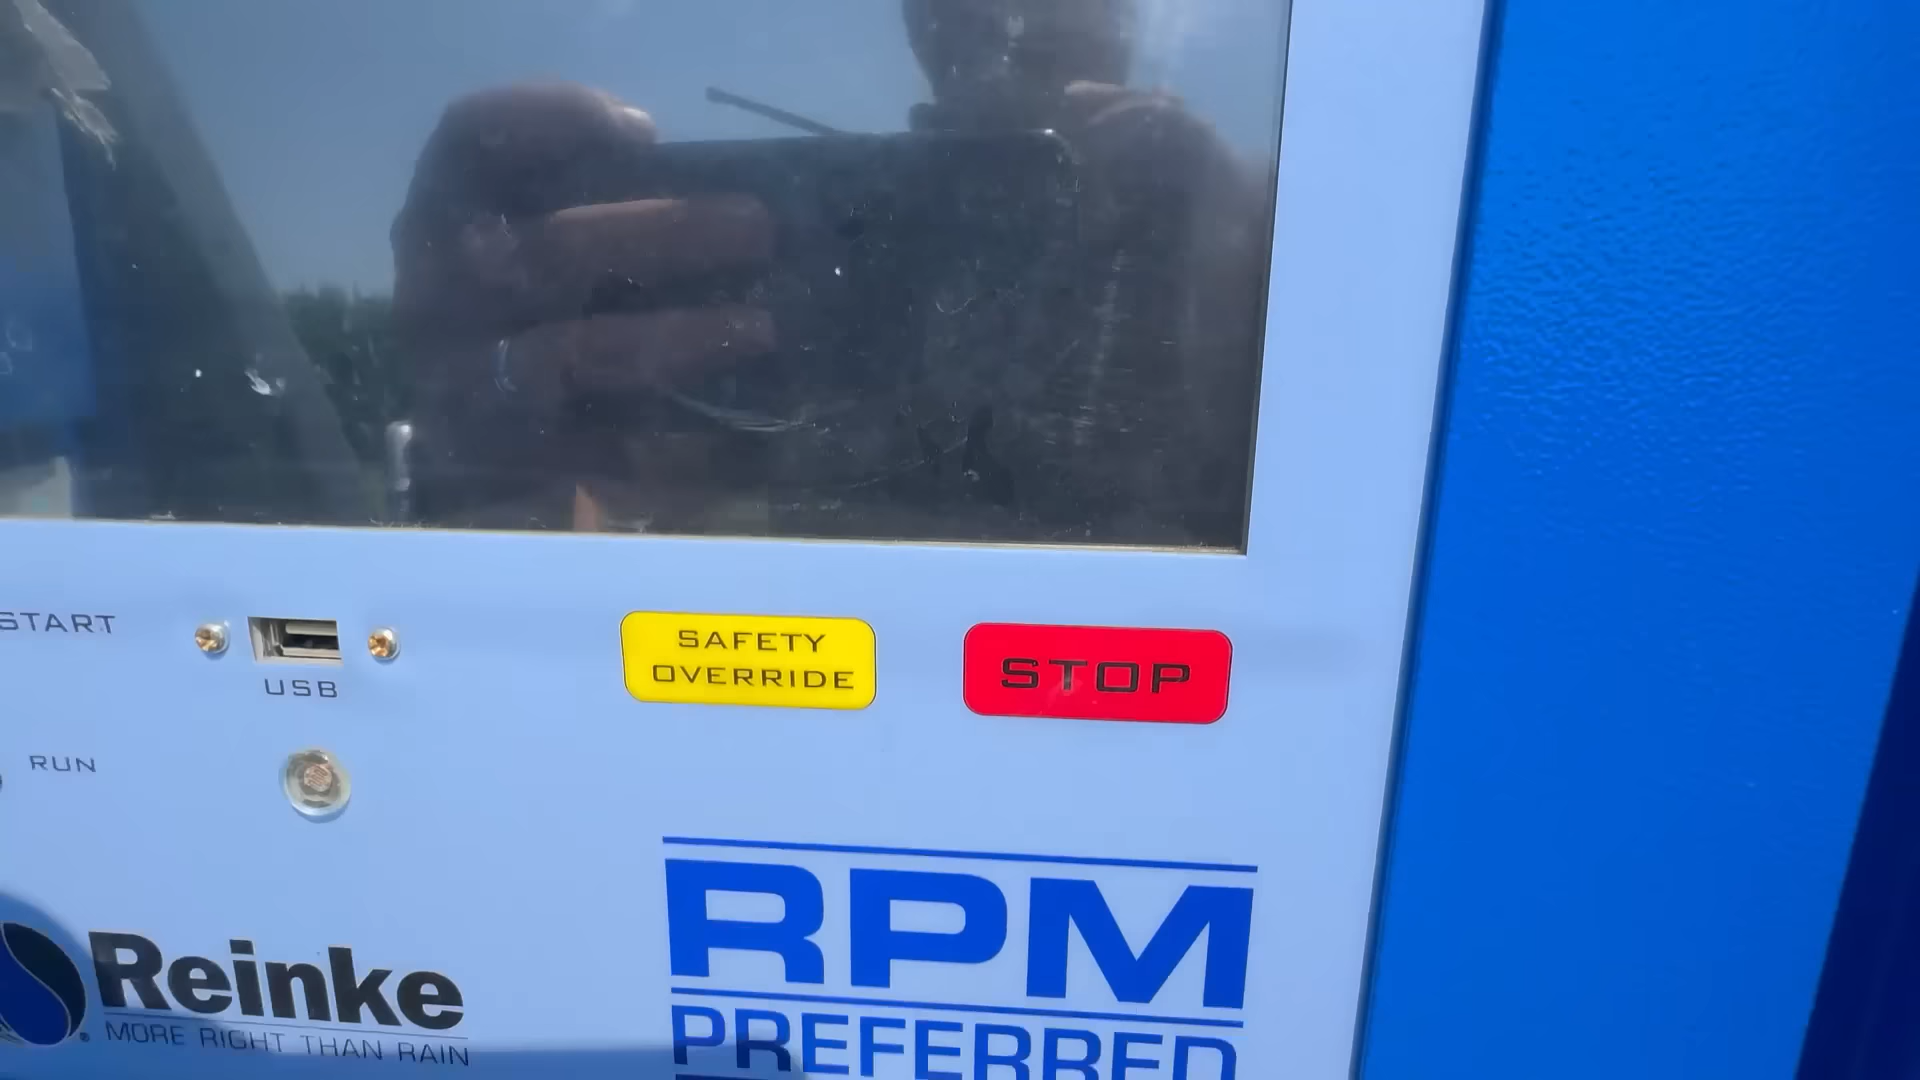 START
USB
SAFETY
OVERRIDE
STOP
RUN
Reinke
MORE RIGHT THAN RAIN
RPM
PREFERRED